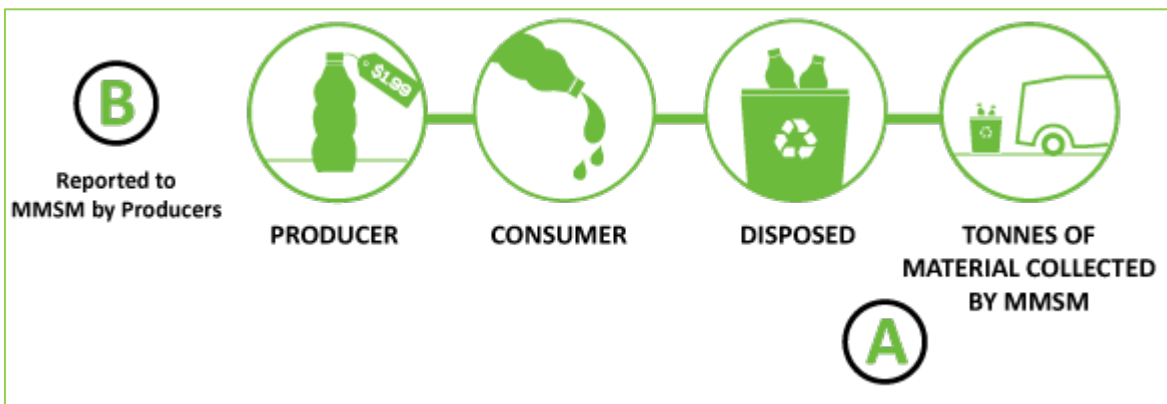 B
Reported to
MMSM by Producers
$1.99
PRODUCER
CONSUMER
DISPOSED
TONNES OF
MATERIAL COLLECTED
BY MMSM
A